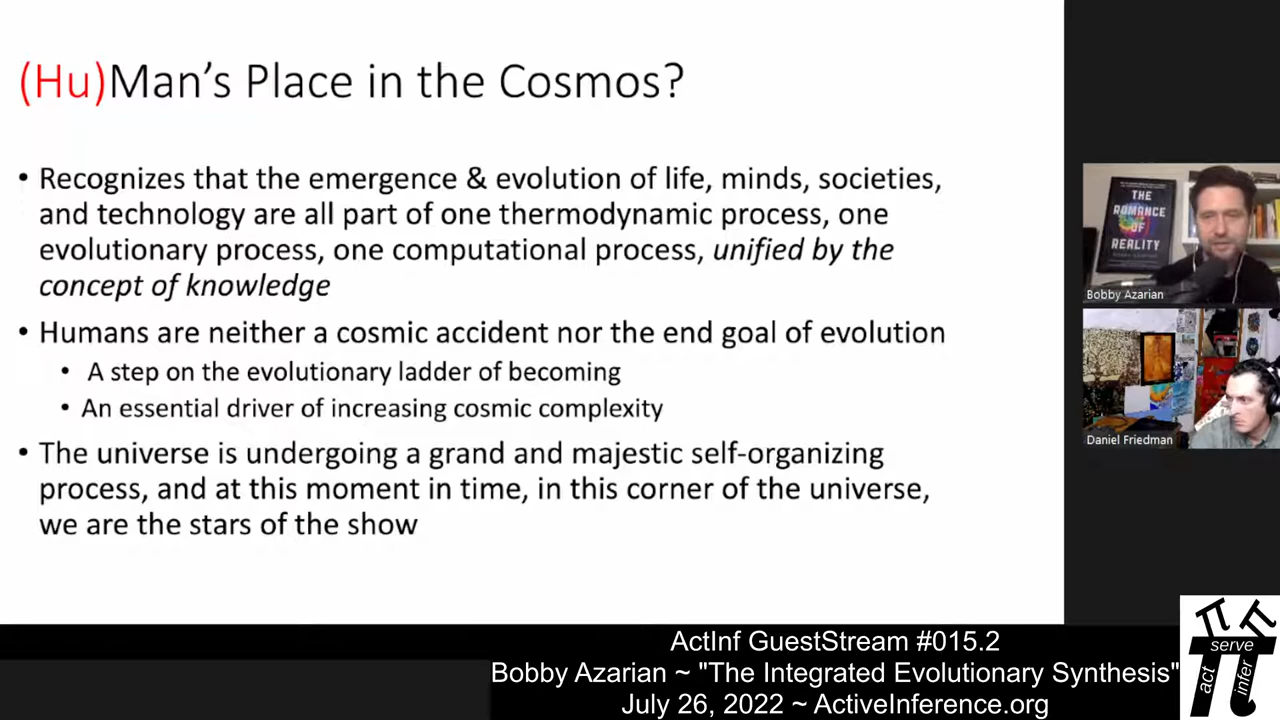 (Hu)Man's Place in the Cosmos?
• Recognizes that the emergence & evolution of life, minds, societies,
and technology are all part of one thermodynamic process, one
evolutionary process, one computational process, unified by the
concept of knowledge
• Humans are neither a cosmic accident nor the end goal of evolution
• A step on the evolutionary ladder of becoming
• An essential driver of increasing cosmic complexity
• The universe is undergoing a grand and majestic self-organizing
process, and at this moment in time, in this corner of the universe,
we are the stars of the show
THE
ROMANCE
OF
REALITY
Bobby Azarian
Daniel Friedman
ActInf GuestStream #015.2
Bobby Azarian ~ "The Integrated Evolutionary Synthesis"
July 26, 2022 ~ ActiveInference.org
serve
act
infer